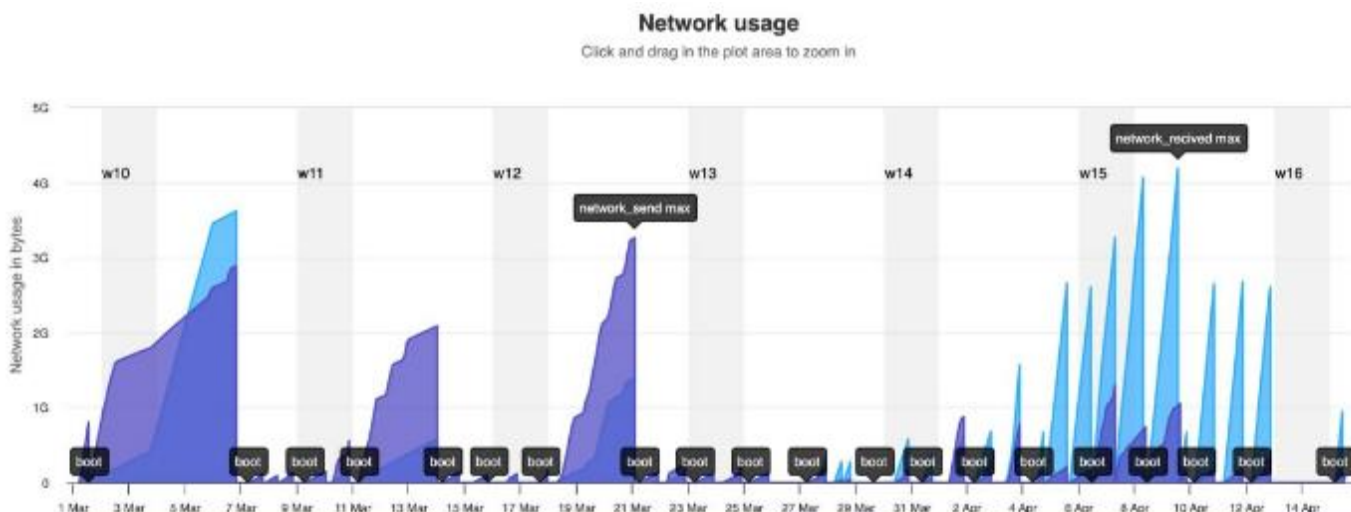 Network usage
Click and drag in the plot area to zoom in
5G
network_recived max
w10 w11 w12 w13 w14 w15 w16
4G
network_send max
3G
Network usage in bytes
2G
1G
boot boot boot boot boot boot boot boot boot boot boot boot boot boot boot boot boot boot boot boot
0
1 Mar 3 Mar 5 Mar 7 Mar 9 Mar 11 Mar 13 Mar 15 Mar 17 Mar 19 Mar 21 Mar 23 Mar 25 Mar 27 Mar 29 Mar 31 Mar 2 Apr 4 Apr 6 Apr 8 Apr 10 Apr 12 Apr 14 Apr